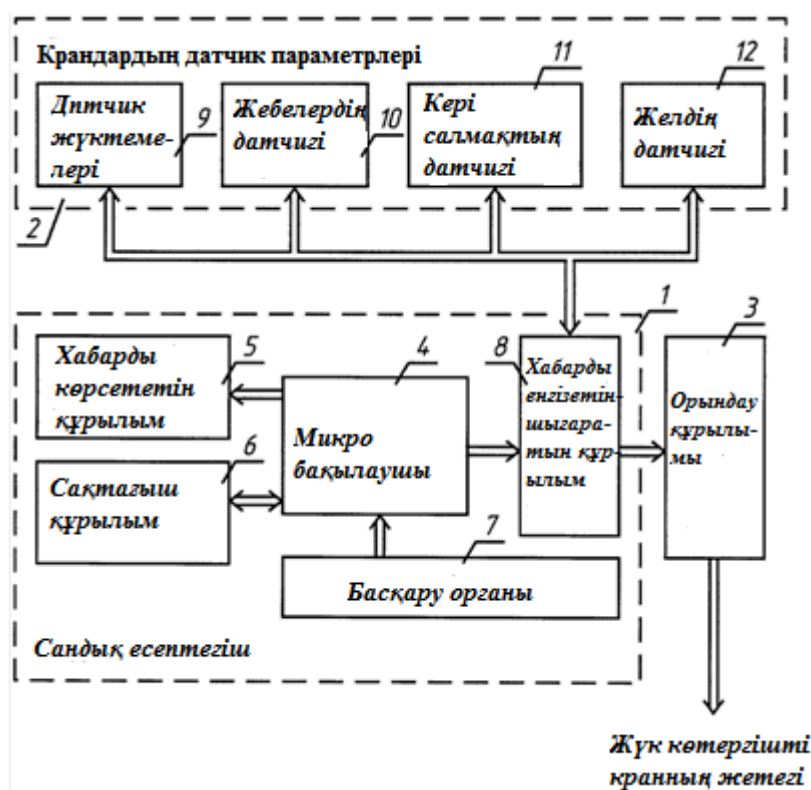 Крандардың датчик параметрлері
11
12
Дптчик
жүктеме-
лері
9
Жебелердің
датчигі
10
Кері
салмақтың
датчигі
Желдің
датчигі
2
1
3
Хабарды
көрсететін
құрылым
5
4
8
Хабарды
енгізетін-
шығара-
тын құр-
ылым
Микро
бақылаушы
Орындау
құрылы-
мы
6
Сақтағыш
құрылым
7
Басқару органы
Сандық есептегіш
Жүк көтергішті
кранның жетегі